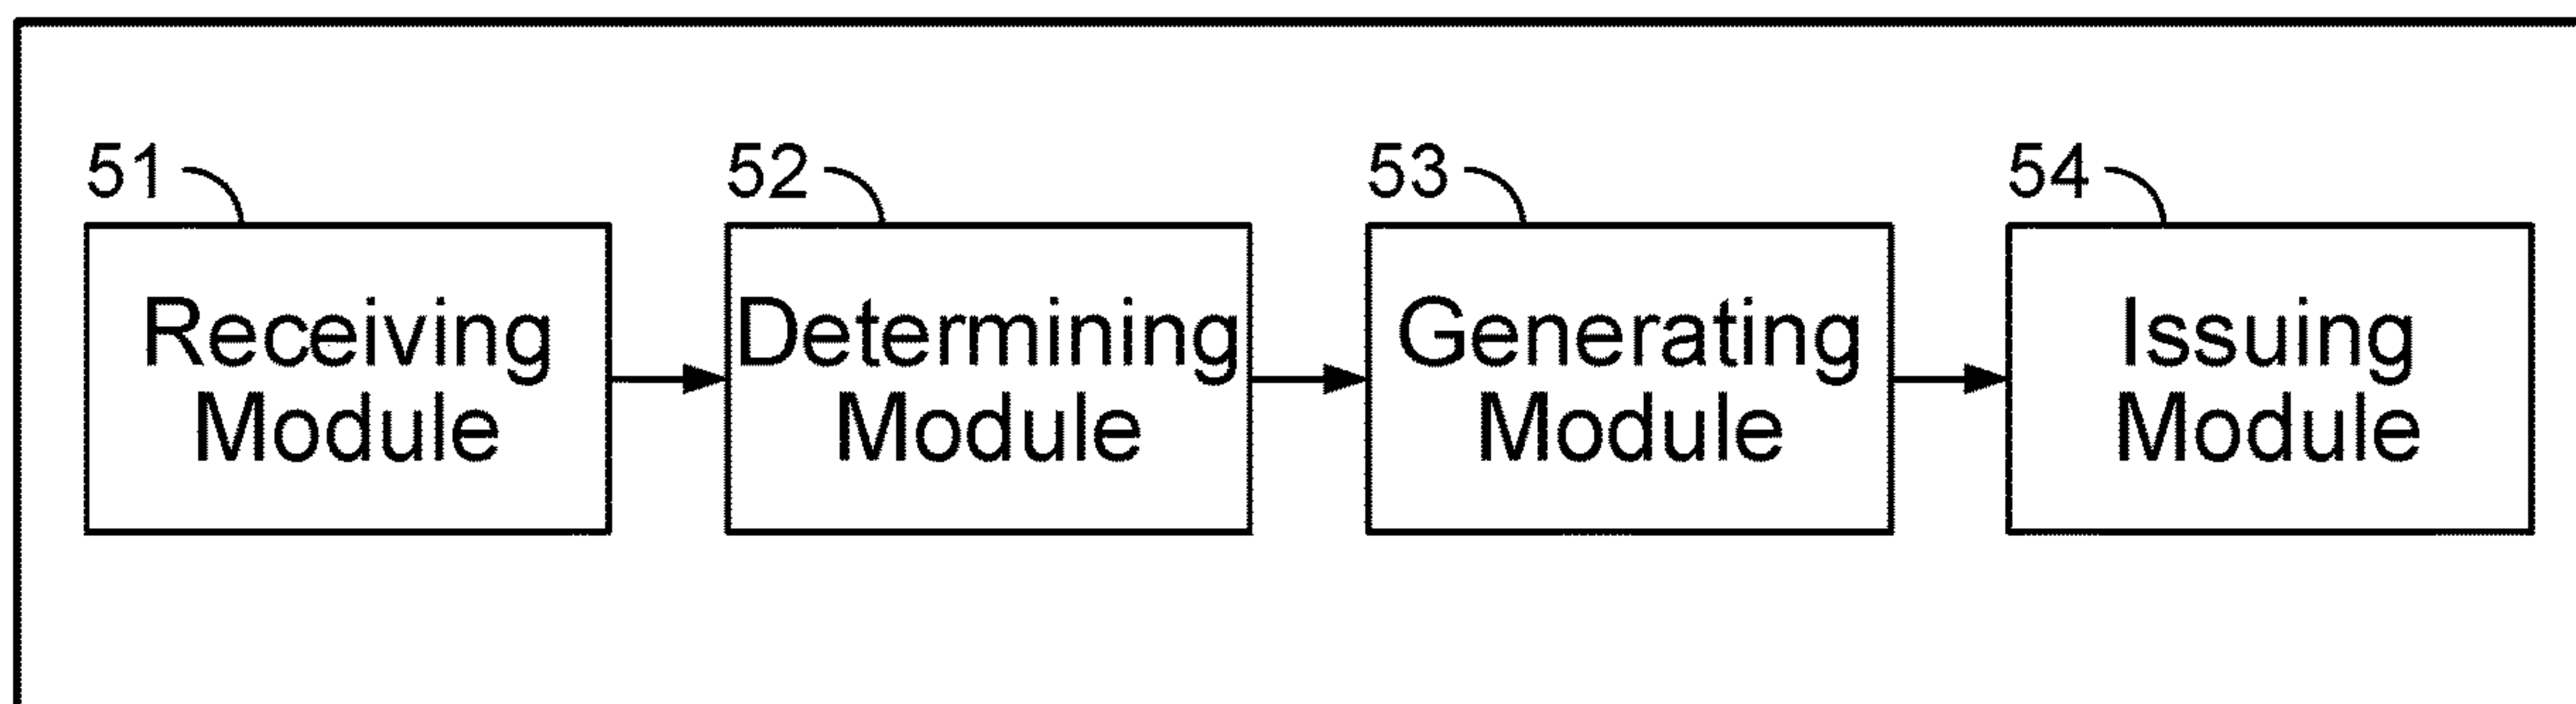 51
Receiving
Module
52
Determining
Module
53
Generating
Module
54
Issuing
Module